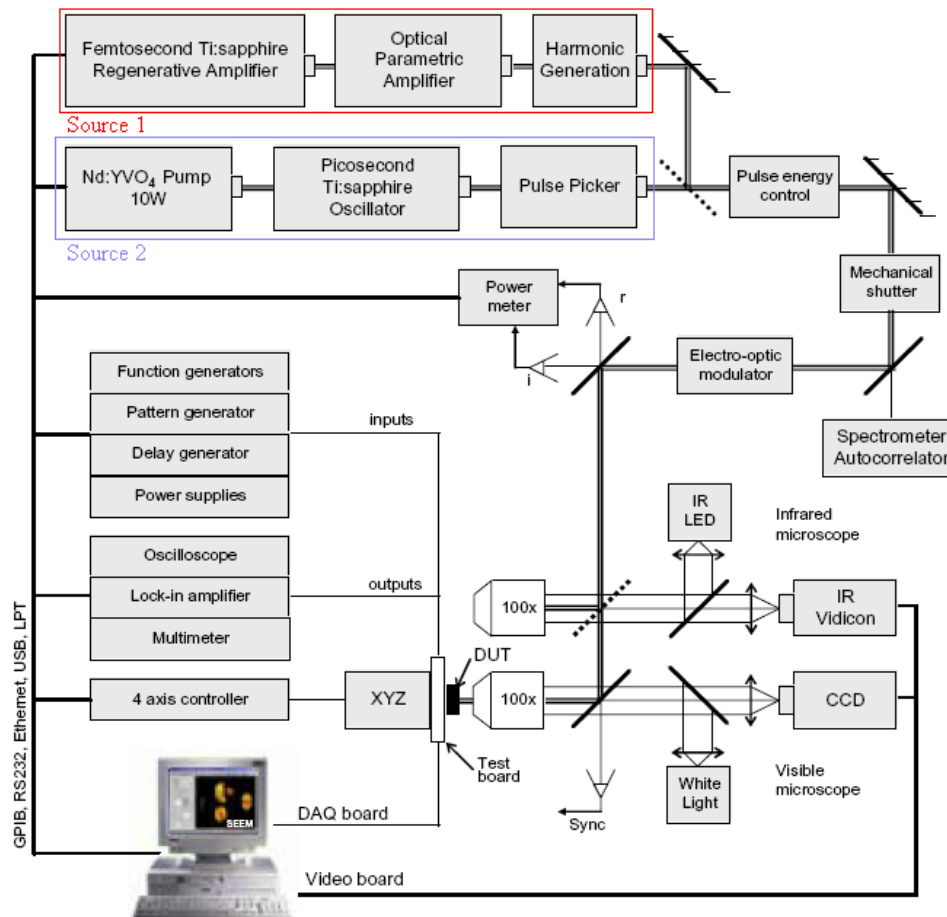 Femtosecond Ti:sapphire
Regenerative Amplifier
Optical
Parametric
Amplifier
Harmonic
Generation
Source 1
Nd:YVO4 Pump
10W
Picosecond
Ti:sapphire
Oscillator
Pulse Picker
Pulse energy
control
Source 2
Mechanical
shutter
Power
meter
r
i
Electro-optic
modulator
Spectrometer
Autocorrelator
Function generators
Pattern generator
Delay generator
Power supplies
inputs
IR
LED
Infrared
microscope
Oscilloscope
Lock-in amplifier
Multimeter
outputs
100x
IR
Vidicon
DUT
4 axis controller
XYZ
100x
CCD
Test
board
White
Light
Visible
microscope
GPIB, RS232, Ethernet, USB, LPT
SEEM
DAQ board
Sync
Video board